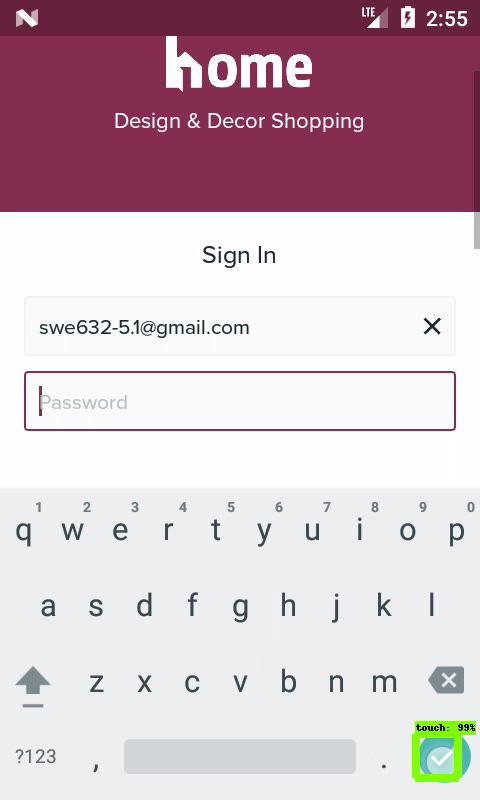 LTE 2:55
home
Design & Decor Shopping
Sign In
swe632-5.1@gmail.com
Password
1 2 3 4 5 6 7 8 9 0
q w e r t y u i o p
a s d f g h j k l
z x c v b n m
touch: 99%
?123 , .